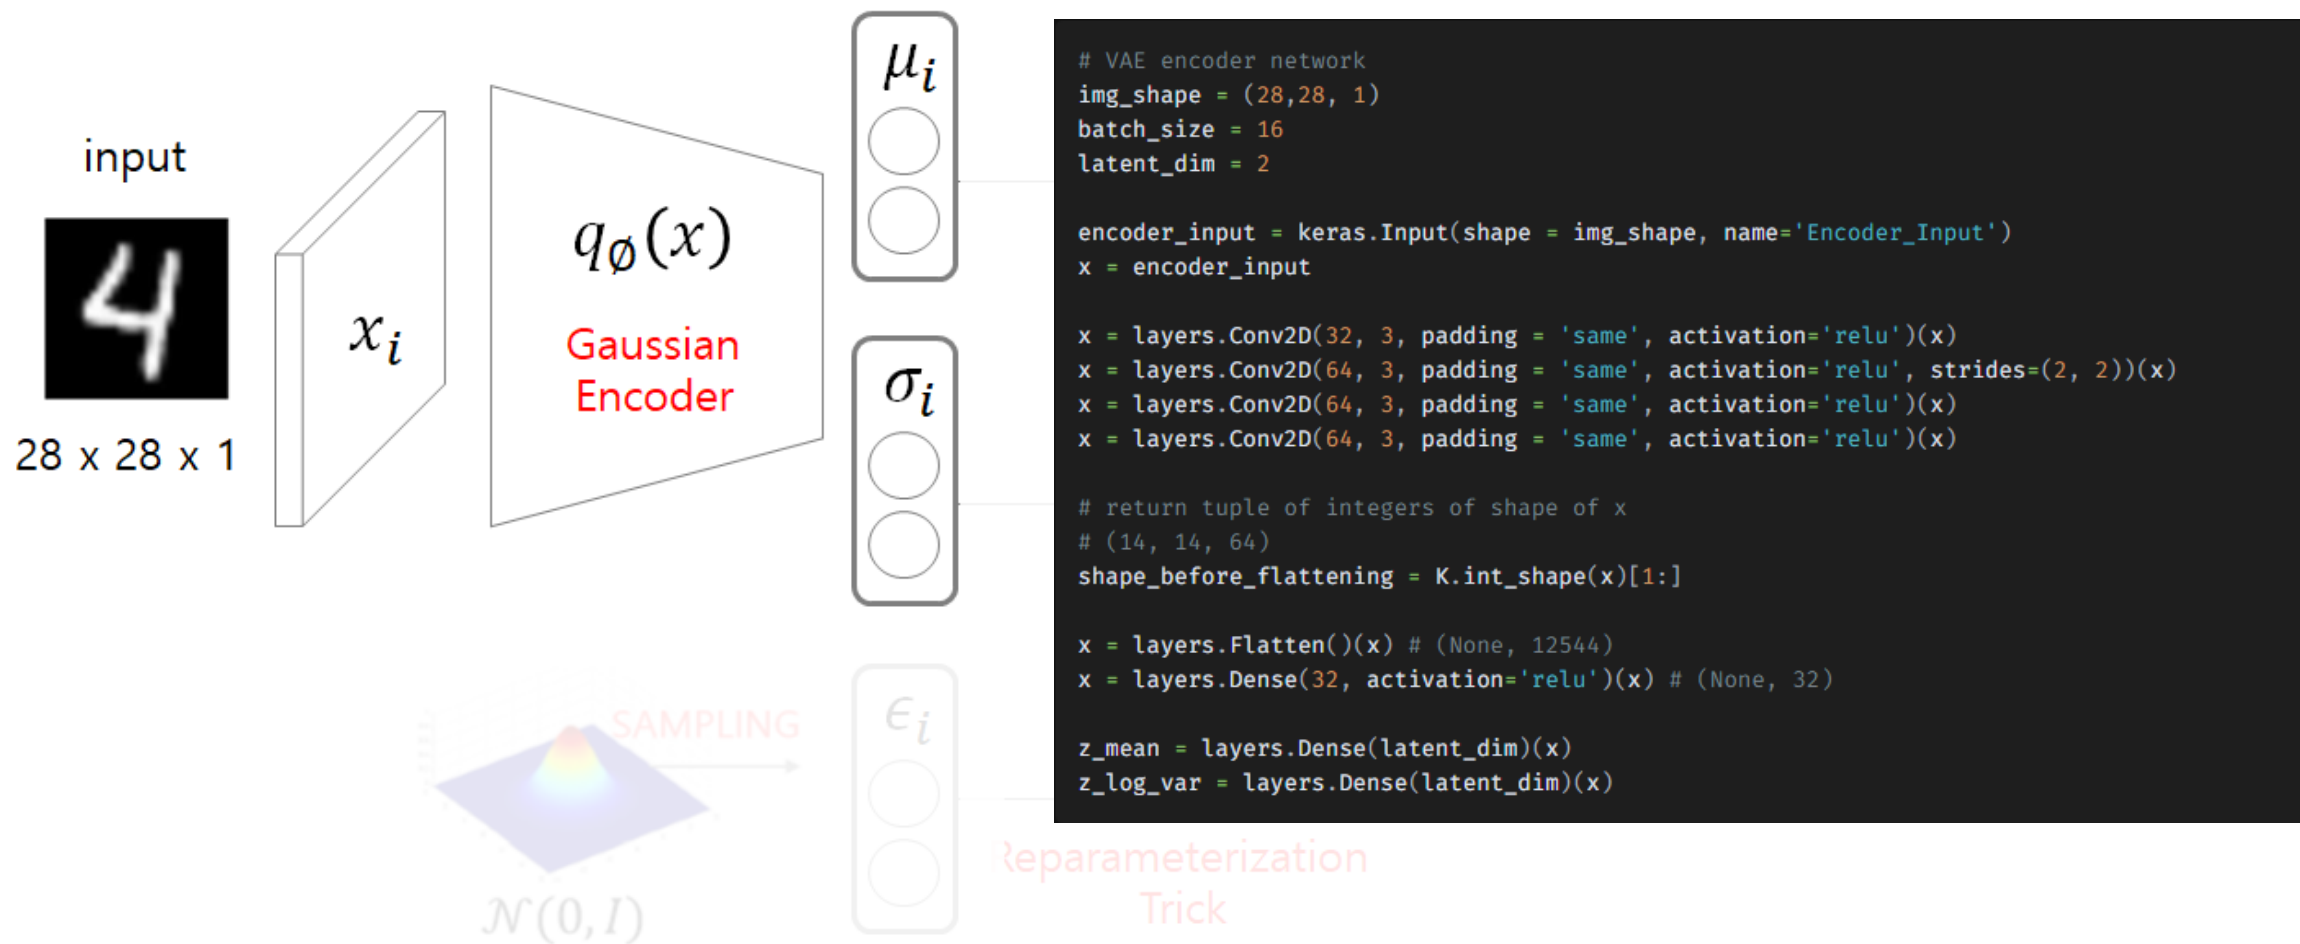 input
28 x 28 x 1
xᵢ
q_ø(x)
Gaussian
Encoder
μᵢ
σᵢ
SAMPLING
𝒩(0, I)
ϵᵢ
# VAE encoder network
img_shape = (28,28, 1)
batch_size = 16
latent_dim = 2
encoder_input = keras.Input(shape = img_shape, name='Encoder_Input')
x = encoder_input
x = layers.Conv2D(32, 3, padding = 'same', activation='relu')(x)
x = layers.Conv2D(64, 3, padding = 'same', activation='relu', strides=(2, 2))(x)
x = layers.Conv2D(64, 3, padding = 'same', activation='relu')(x)
x = layers.Conv2D(64, 3, padding = 'same', activation='relu')(x)
# return tuple of integers of shape of x
# (14, 14, 64)
shape_before_flattening = K.int_shape(x)[1:]
x = layers.Flatten()(x) # (None, 12544)
x = layers.Dense(32, activation='relu')(x) # (None, 32)
z_mean = layers.Dense(latent_dim)(x)
z_log_var = layers.Dense(latent_dim)(x)
Reparameterization
Trick
4